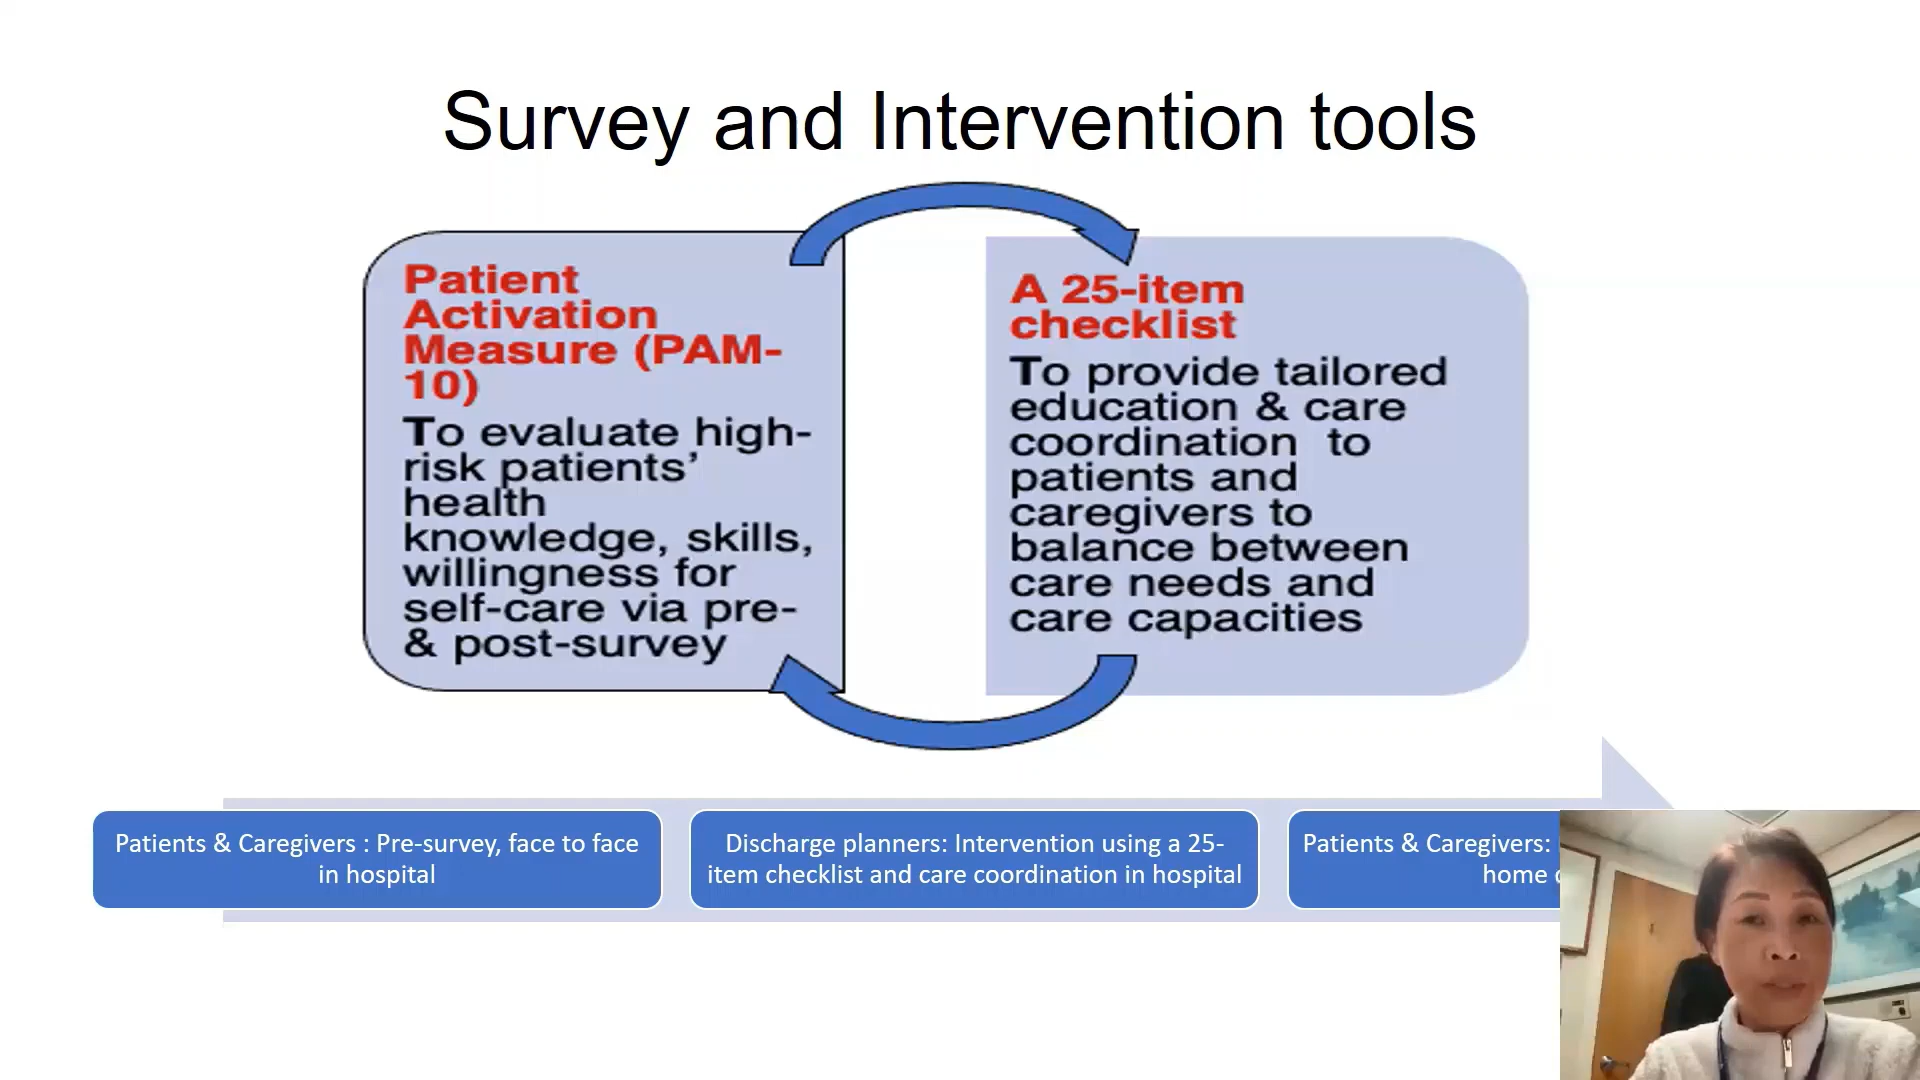 Survey and Intervention tools
Patient
Activation
Measure (PAM-
10)
To evaluate high-
risk patients’
health
knowledge, skills,
willingness for
self-care via pre-
& post-survey
A 25-item
checklist
To provide tailored
education & care
coordination to
patients and
caregivers to
balance between
care needs and
care capacities
Patients & Caregivers : Pre-survey, face to face
in hospital
Discharge planners: Intervention using a 25-
item checklist and care coordination in hospital
Patients & Caregivers:
home